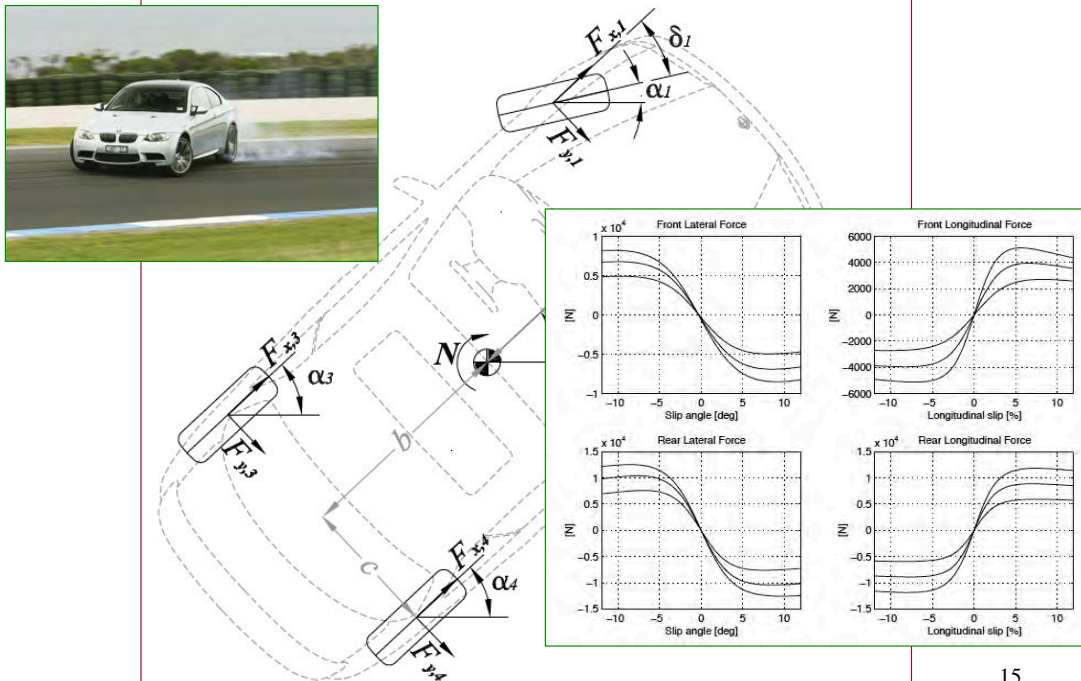 F x,1
δ1
α1
F y,1
F x,3
α3
F y,3
N
b
c
F x,4
α4
F y,4
x 10^4
Front Lateral Force
1
0.5
0
−0.5
−1
[N]
−10 −5 0 5 10
Slip angle [deg]
Front Longitudinal Force
6000
4000
2000
0
−2000
−4000
−6000
[N]
−10 −5 0 5 10
Longitudinal slip [%]
x 10^4
Rear Lateral Force
1.5
1
0.5
0
−0.5
−1
−1.5
[N]
−10 −5 0 5 10
Slip angle [deg]
x 10^4
Rear Longitudinal Force
1.5
1
0.5
0
−0.5
−1
−1.5
[N]
−10 −5 0 5 10
Longitudinal slip [%]
15